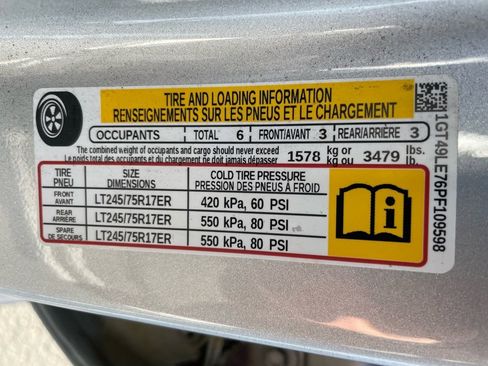 TIRE AND LOADING INFORMATION
RENSEIGNEMENTS SUR LES PNEUS ET LE CHARGEMENT
OCCUPANTS TOTAL 6 FRONT/AVANT 3 REAR/ARRIÈRE 3
The combined weight of occupants and cargo should never exceed 1578 kg or 3479 lbs.
Le poids total des occupants et du chargement ne doit jamais dépasser kg ou lb.
TIRE SIZE COLD TIRE PRESSURE
PNEU DIMENSIONS PRESSION DES PNEUS À FROID
FRONT
AVANT LT245/75R17ER 420 kPa, 60 PSI
REAR
ARRIÈRE LT245/75R17ER 550 kPa, 80 PSI
SPARE
DE SECOURS LT245/75R17ER 550 kPa, 80 PSI
1GT49LE76PF109598